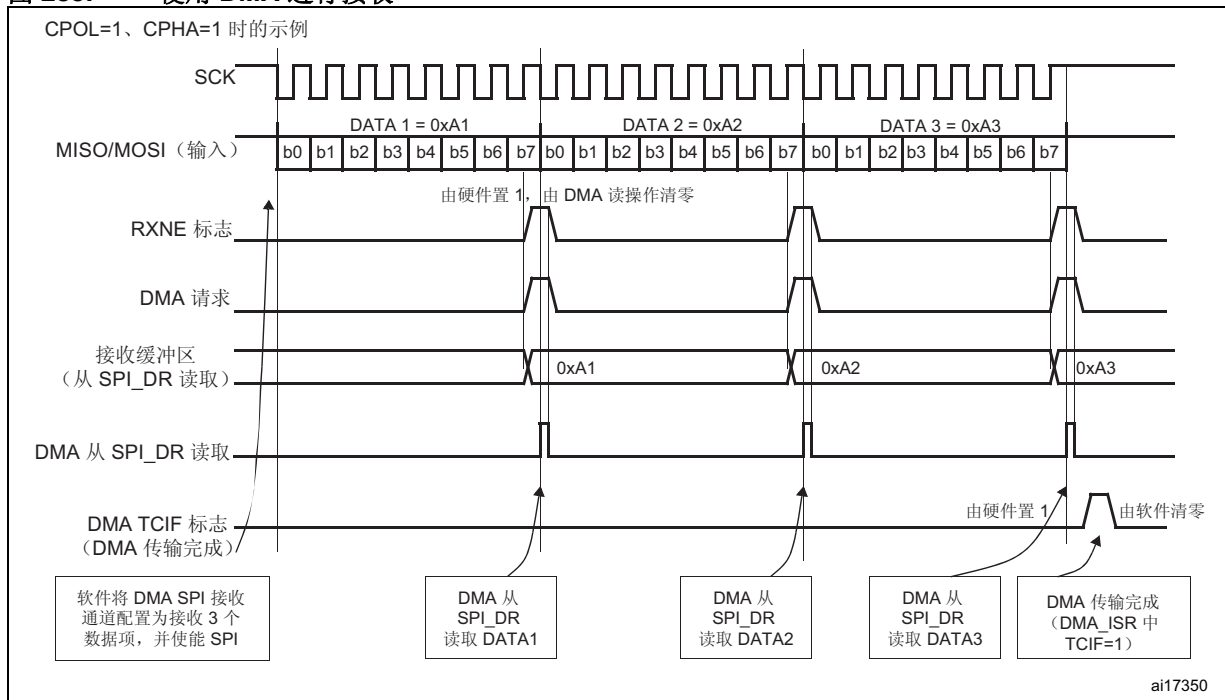 CPOL=1、CPHA=1 时的示例
SCK
DATA 1 = 0xA1 DATA 2 = 0xA2 DATA 3 = 0xA3
MISO/MOSI（输入） b0 b1 b2 b3 b4 b5 b6 b7 b0 b1 b2 b3 b4 b5 b6 b7 b0 b1 b2 b3 b4 b5 b6 b7
由硬件置 1，由 DMA 读操作清零
RXNE 标志
DMA 请求
接收缓冲区
（从 SPI_DR 读取） 0xA1 0xA2 0xA3
DMA 从 SPI_DR 读取
由硬件置 1 由软件清零
DMA TCIF 标志
（DMA 传输完成）
软件将 DMA SPI 接收
通道配置为接收 3 个
数据项，并使能 SPI
DMA 从
SPI_DR
读取 DATA1
DMA 从
SPI_DR
读取 DATA2
DMA 从
SPI_DR
读取 DATA3
DMA 传输完成
（DMA_ISR 中
TCIF=1）
ai17350